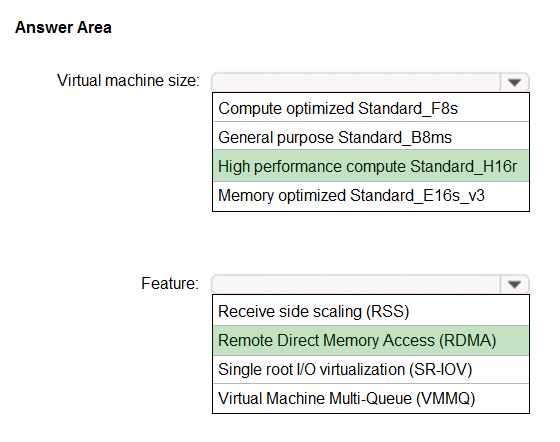 Answer Area
Virtual machine size:
Compute optimized Standard_F8s
General purpose Standard_B8ms
High performance compute Standard_H16r
Memory optimized Standard_E16s_v3
Feature:
Receive side scaling (RSS)
Remote Direct Memory Access (RDMA)
Single root I/O virtualization (SR-IOV)
Virtual Machine Multi-Queue (VMMQ)